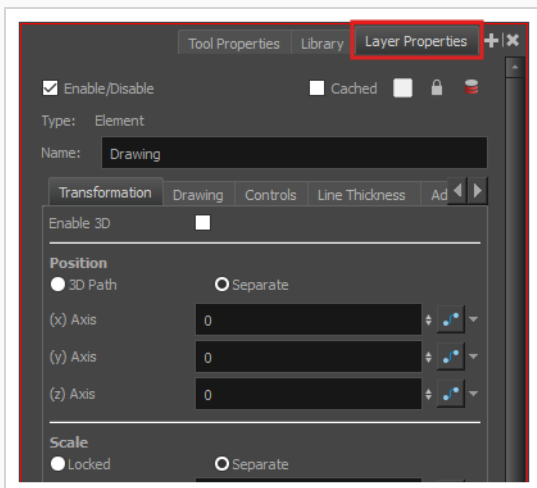 Tool Properties Library Layer Properties
Enable/Disable Cached
Type: Element
Name: Drawing
Transformation Drawing Controls Line Thickness Ad
Enable 3D
Position
3D Path Separate
(x) Axis 0
(y) Axis 0
(z) Axis 0
Scale
Locked Separate